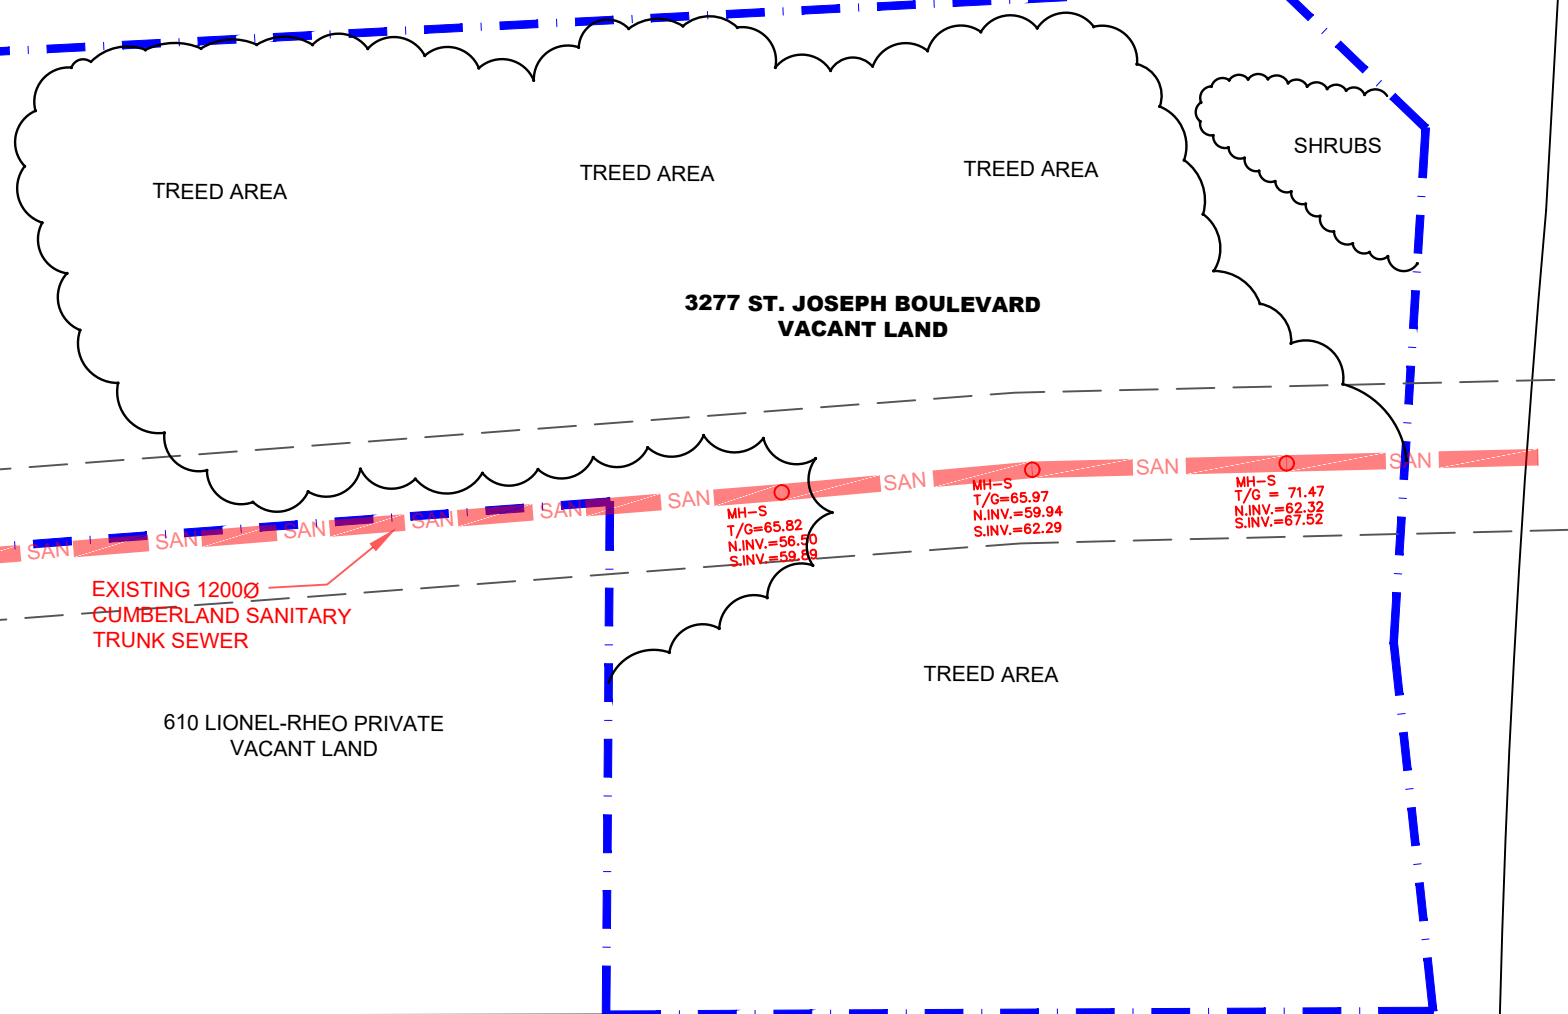 SHRUBS
TREED AREA
TREED AREA
TREED AREA
3277 ST. JOSEPH BOULEVARD
VACANT LAND
SAN
SAN
SAN
SAN
SAN
SAN
SAN
SAN
SAN
MH-S
T/G=65.82
N.INV.=56.50
S.INV.=59.89
MH-S
T/G=65.97
N.INV.=59.94
S.INV.=62.29
MH-S
T/G = 71.47
N.INV.=62.32
S.INV.=67.52
EXISTING 1200Ø
CUMBERLAND SANITARY
TRUNK SEWER
TREED AREA
610 LIONEL-RHEO PRIVATE
VACANT LAND